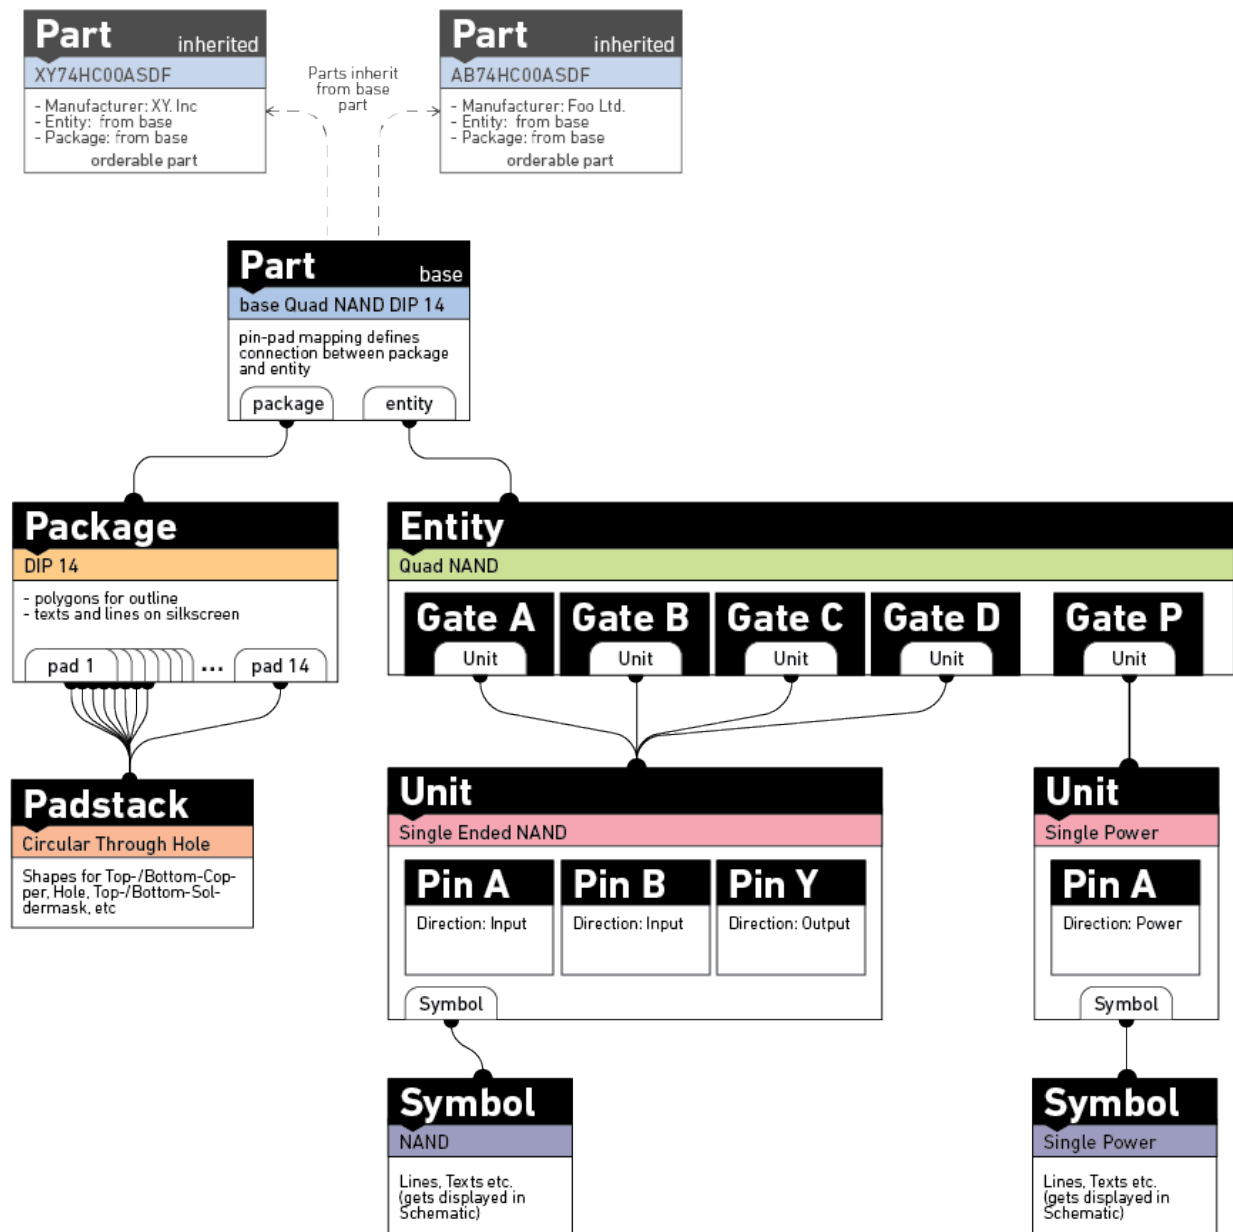 Part inherited
XY74HC00ASDF
- Manufacturer: XY. Inc
- Entity: from base
- Package: from base
orderable part
Parts inherit
from base
part
Part inherited
AB74HC00ASDF
- Manufacturer: Foo Ltd.
- Entity: from base
- Package: from base
orderable part
Part base
base Quad NAND DIP 14
pin-pad mapping defines
connection between package
and entity
package entity
Package
DIP 14
- polygons for outline
- texts and lines on silkscreen
pad 1 ... pad 14
Entity
Quad NAND
Gate A Gate B Gate C Gate D Gate P
Unit Unit Unit Unit Unit
Padstack
Circular Through Hole
Shapes for Top-/Bottom-Cop-
per, Hole, Top-/Bottom-Sol-
dermask, etc
Unit
Single Ended NAND
Pin A Pin B Pin Y
Direction: Input Direction: Input Direction: Output
Symbol
Unit
Single Power
Pin A
Direction: Power
Symbol
Symbol
NAND
Lines, Texts etc.
(gets displayed in
Schematic)
Symbol
Single Power
Lines, Texts etc.
(gets displayed in
Schematic)